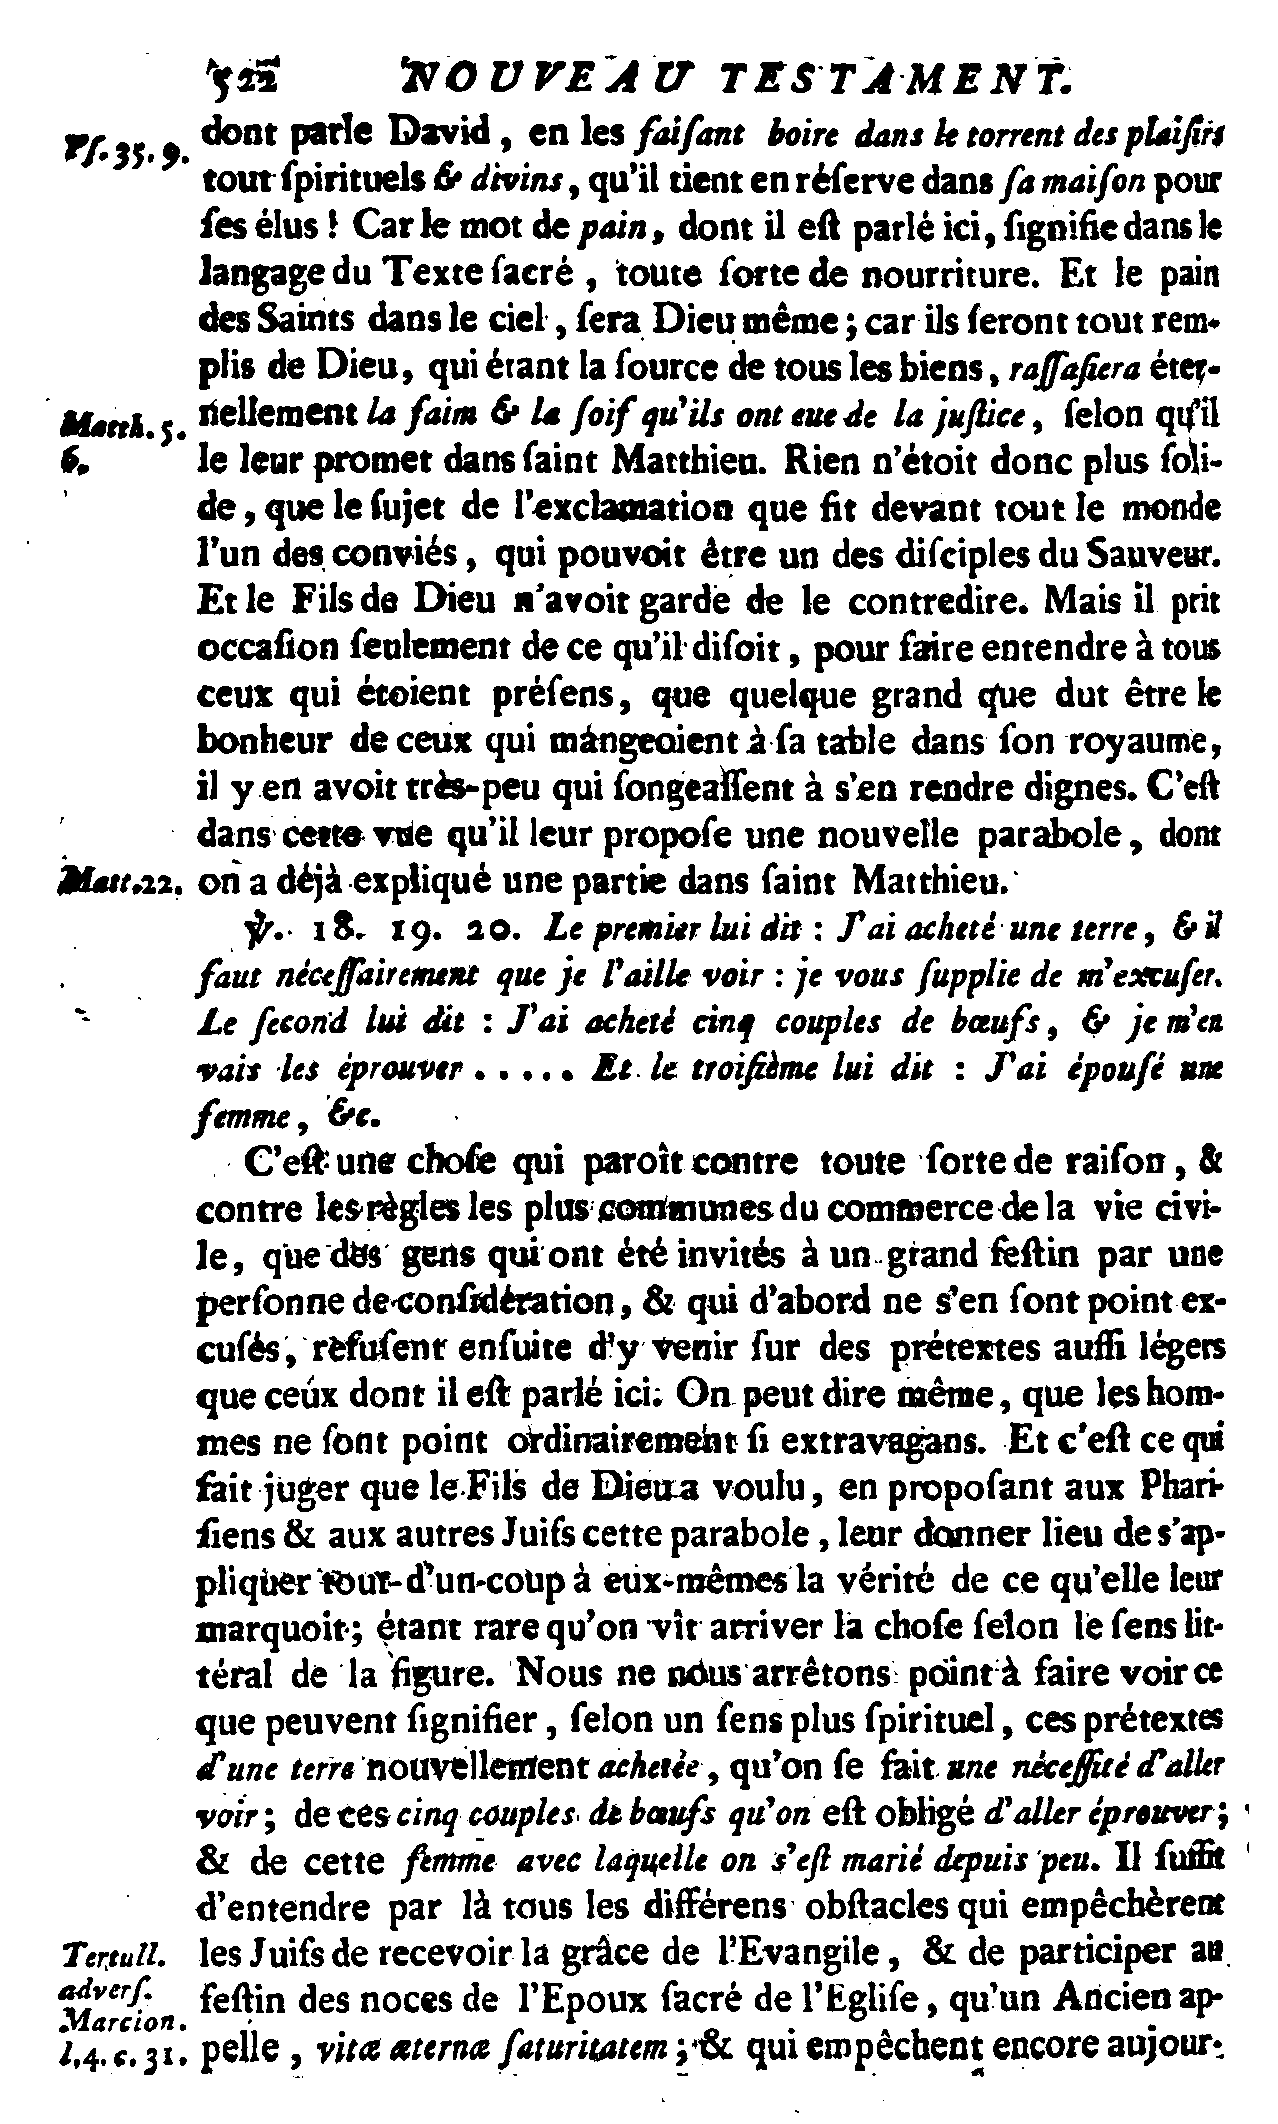 522 NOUVEAU TESTAMENT.
Pſ. 35. 9. dont parle David, en les faiſant boire dans le torrent des plaiſirs
tout ſpirituels & divins, qu'il tient en réſerve dans ſa maiſon pour
ſes élus ! Car le mot de pain, dont il eſt parlé ici, ſignifie dans le
langage du Texte ſacré, toute ſorte de nourriture. Et le pain
des Saints dans le ciel, ſera Dieu même ; car ils ſeront tout rem-
plis de Dieu, qui étant la ſource de tous les biens, raſſaſiera éter-
Matth. 5. nellement la faim & la ſoif qu'ils ont eue de la juſtice, ſelon qu'il
6. le leur promet dans ſaint Matthieu. Rien n'étoit donc plus ſoli-
de, que le ſujet de l'exclamation que fit devant tout le monde
l'un des conviés, qui pouvoit être un des diſciples du Sauveur.
Et le Fils de Dieu n'avoit garde de le contredire. Mais il prit
occaſion ſeulement de ce qu'il diſoit, pour faire entendre à tous
ceux qui étoient préſens, que quelque grand que dut être le
bonheur de ceux qui mangeoient à ſa table dans ſon royaume,
il y en avoit très-peu qui ſongeaſſent à s'en rendre dignes. C'eſt
dans cette vue qu'il leur propoſe une nouvelle parabole, dont
Matt. 22. on a déjà expliqué une partie dans ſaint Matthieu.
℣. 18. 19. 20. Le premier lui dit : J'ai acheté une terre, & il
faut néceſſairement que je l'aille voir : je vous ſupplie de m'excuſer.
Le ſecond lui dit : J'ai acheté cinq couples de bœufs, & je m'en
vais les éprouver . . . . . Et le troiſième lui dit : J'ai épouſé une
femme, &c.
C'eſt une choſe qui paroît contre toute ſorte de raiſon, &
contre les règles les plus communes du commerce de la vie civi-
le, que des gens qui ont été invités à un grand feſtin par une
perſonne de conſidération, & qui d'abord ne s'en ſont point ex-
cuſés, refuſent enſuite d'y venir ſur des prétextes auſſi légers
que ceux dont il eſt parlé ici. On peut dire même, que les hom-
mes ne ſont point ordinairement ſi extravagans. Et c'eſt ce qui
fait juger que le Fils de Dieu a voulu, en propoſant aux Phari-
ſiens & aux autres Juifs cette parabole, leur donner lieu de s'ap-
pliquer tout-d'un-coup à eux-mêmes la vérité de ce qu'elle leur
marquoit ; étant rare qu'on vît arriver la choſe ſelon le ſens lit-
téral de la figure. Nous ne nous arrêtons point à faire voir ce
que peuvent ſignifier, ſelon un ſens plus ſpirituel, ces prétextes
d'une terre nouvellement achetée, qu'on ſe fait une néceſſité d'aller
voir ; de ces cinq couples de bœufs qu'on eſt obligé d'aller éprouver ;
& de cette femme avec laquelle on s'eſt marié depuis peu. Il ſuffit
d'entendre par là tous les différens obſtacles qui empêchèrent
Tertull. les Juifs de recevoir la grâce de l'Evangile, & de participer au
adverſ. feſtin des noces de l'Epoux ſacré de l'Egliſe, qu'un Ancien ap-
Marcion.
l. 4. c. 31. pelle, vitæ æternæ ſaturitatem ; & qui empêchent encore aujour-